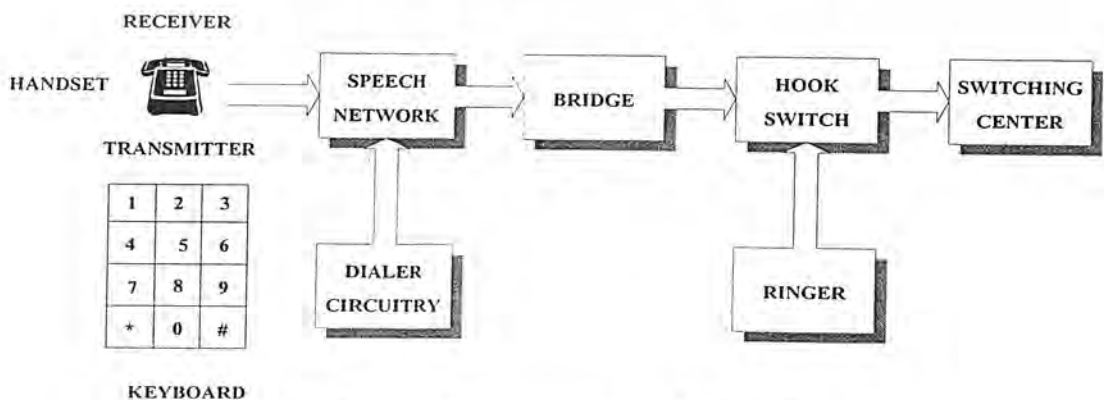 RECEIVER
HANDSET
TRANSMITTER
1 2 3
4 5 6
7 8 9
* 0 #
KEYBOARD
SPEECH
NETWORK
DIALER
CIRCUITRY
BRIDGE
HOOK
SWITCH
RINGER
SWITCHING
CENTER